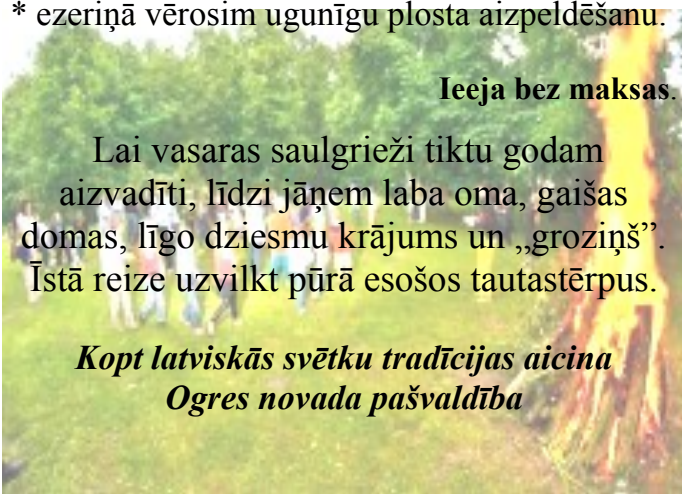 * ezeriņā vērosim ugunīgu plosta aizpeldēšanu.
Ieeja bez maksas.
Lai vasaras saulgrieži tiktu godam
aizvadīti, līdzi jāņem laba oma, gaišas
domas, līgo dziesmu krājums un „groziņš”.
Īstā reize uzvilkt pūrā esošos tautastērpus.
Kopt latviskās svētku tradīcijas aicina
Ogres novada pašvaldība